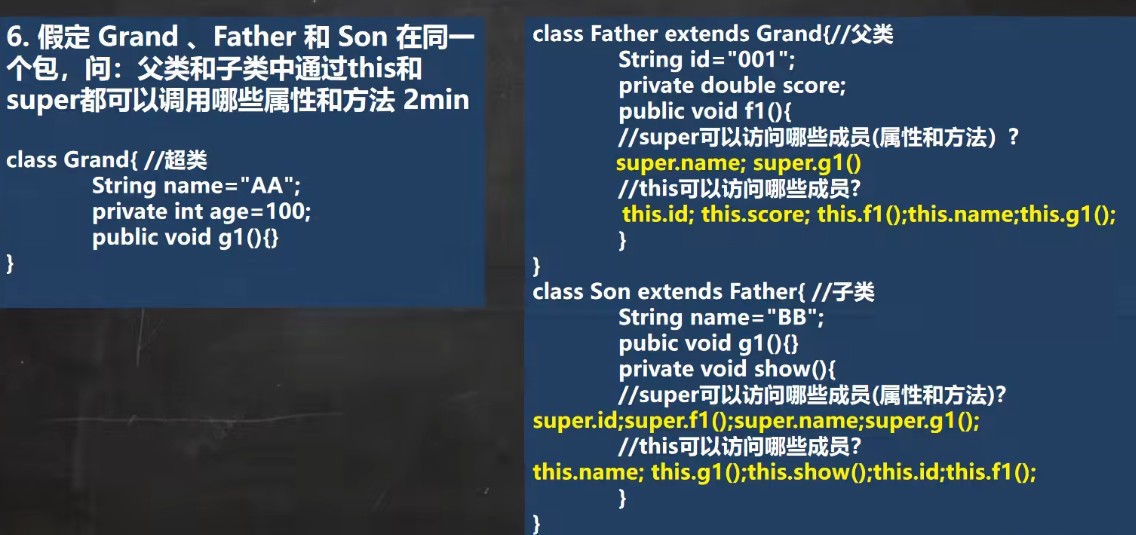 6. 假定 Grand 、Father 和 Son 在同一
个包，问：父类和子类中通过this和
super都可以调用哪些属性和方法 2min
class Grand{ //超类
String name="AA";
private int age=100;
public void g1(){}
}
class Father extends Grand{//父类
String id="001";
private double score;
public void f1(){
//super可以访问哪些成员(属性和方法）?
super.name; super.g1()
//this可以访问哪些成员?
this.id; this.score; this.f1();this.name;this.g1();
}
}
class Son extends Father{ //子类
String name="BB";
pubic void g1(){}
private void show(){
//super可以访问哪些成员(属性和方法)?
super.id;super.f1();super.name;super.g1();
//this可以访问哪些成员?
this.name; this.g1();this.show();this.id;this.f1();
}
}